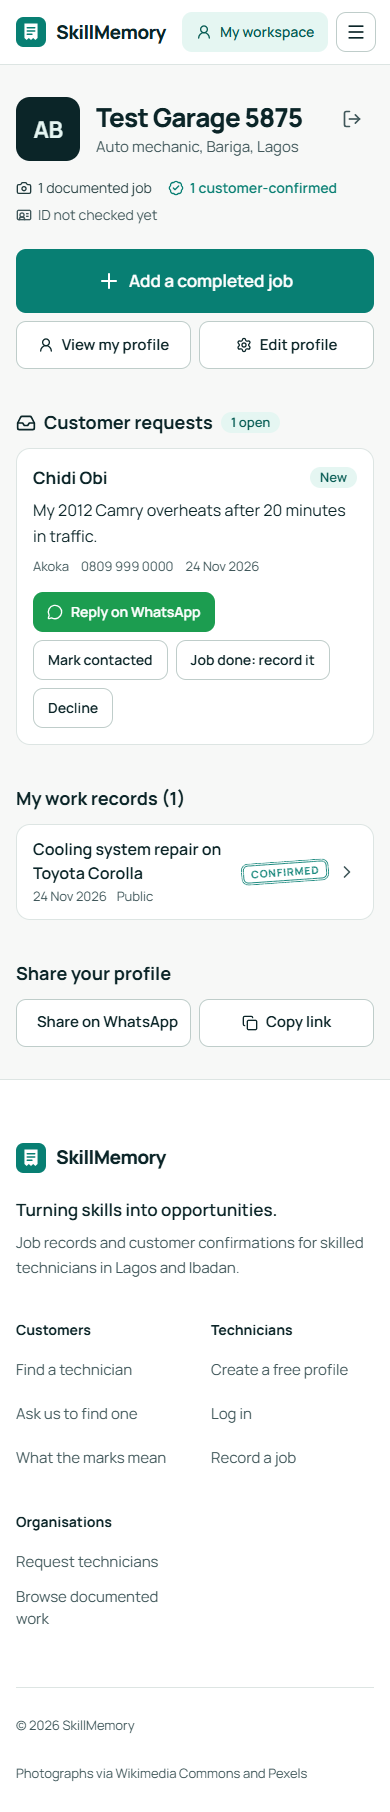 SkillMemory
My workspace
AB
Test Garage 5875
Auto mechanic, Bariga, Lagos
1 documented job
1 customer-confirmed
ID not checked yet
Add a completed job
View my profile
Edit profile
Customer requests
1 open
Chidi Obi
New
My 2012 Camry overheats after 20 minutes
in traffic.
Akoka 0809 999 0000 24 Nov 2026
Reply on WhatsApp
Mark contacted
Job done: record it
Decline
My work records (1)
Cooling system repair on
Toyota Corolla
CONFIRMED
24 Nov 2026 Public
Share your profile
Share on WhatsApp
Copy link
SkillMemory
Turning skills into opportunities.
Job records and customer confirmations for skilled
technicians in Lagos and Ibadan.
Customers
Find a technician
Ask us to find one
What the marks mean
Technicians
Create a free profile
Log in
Record a job
Organisations
Request technicians
Browse documented
work
© 2026 SkillMemory
Photographs via Wikimedia Commons and Pexels